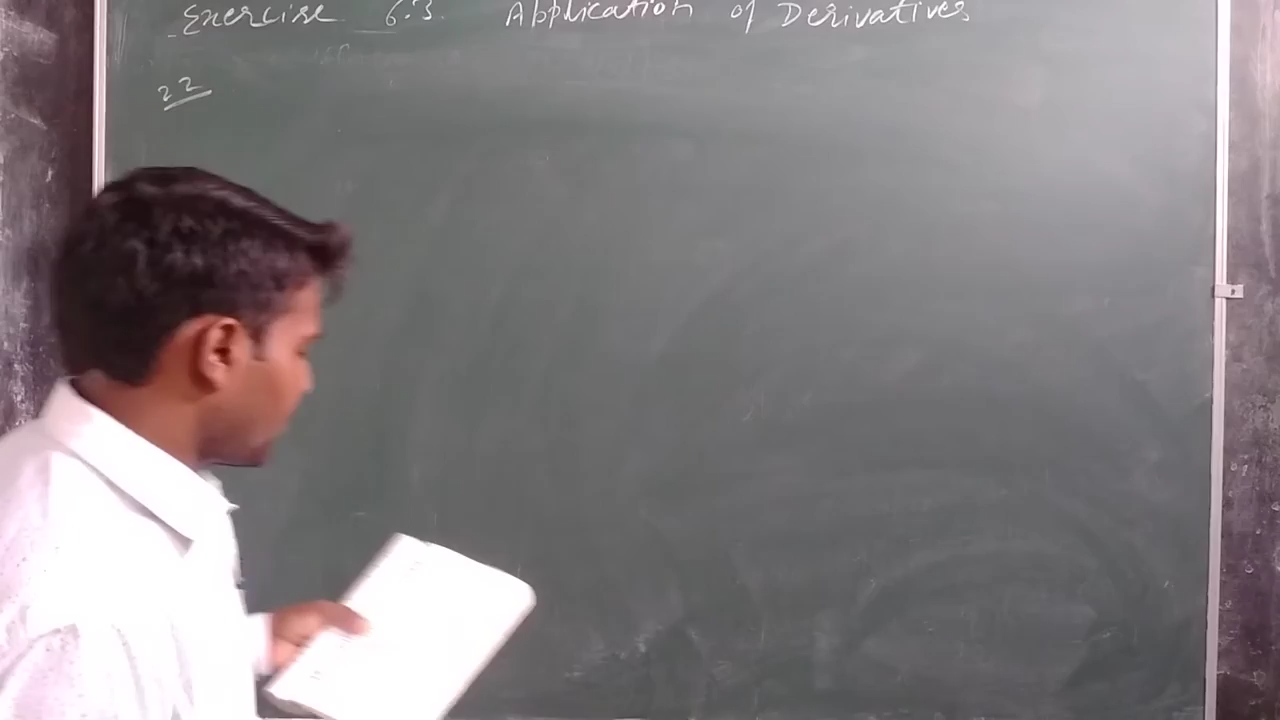 Exercise 6.3. Application of Derivatives
22